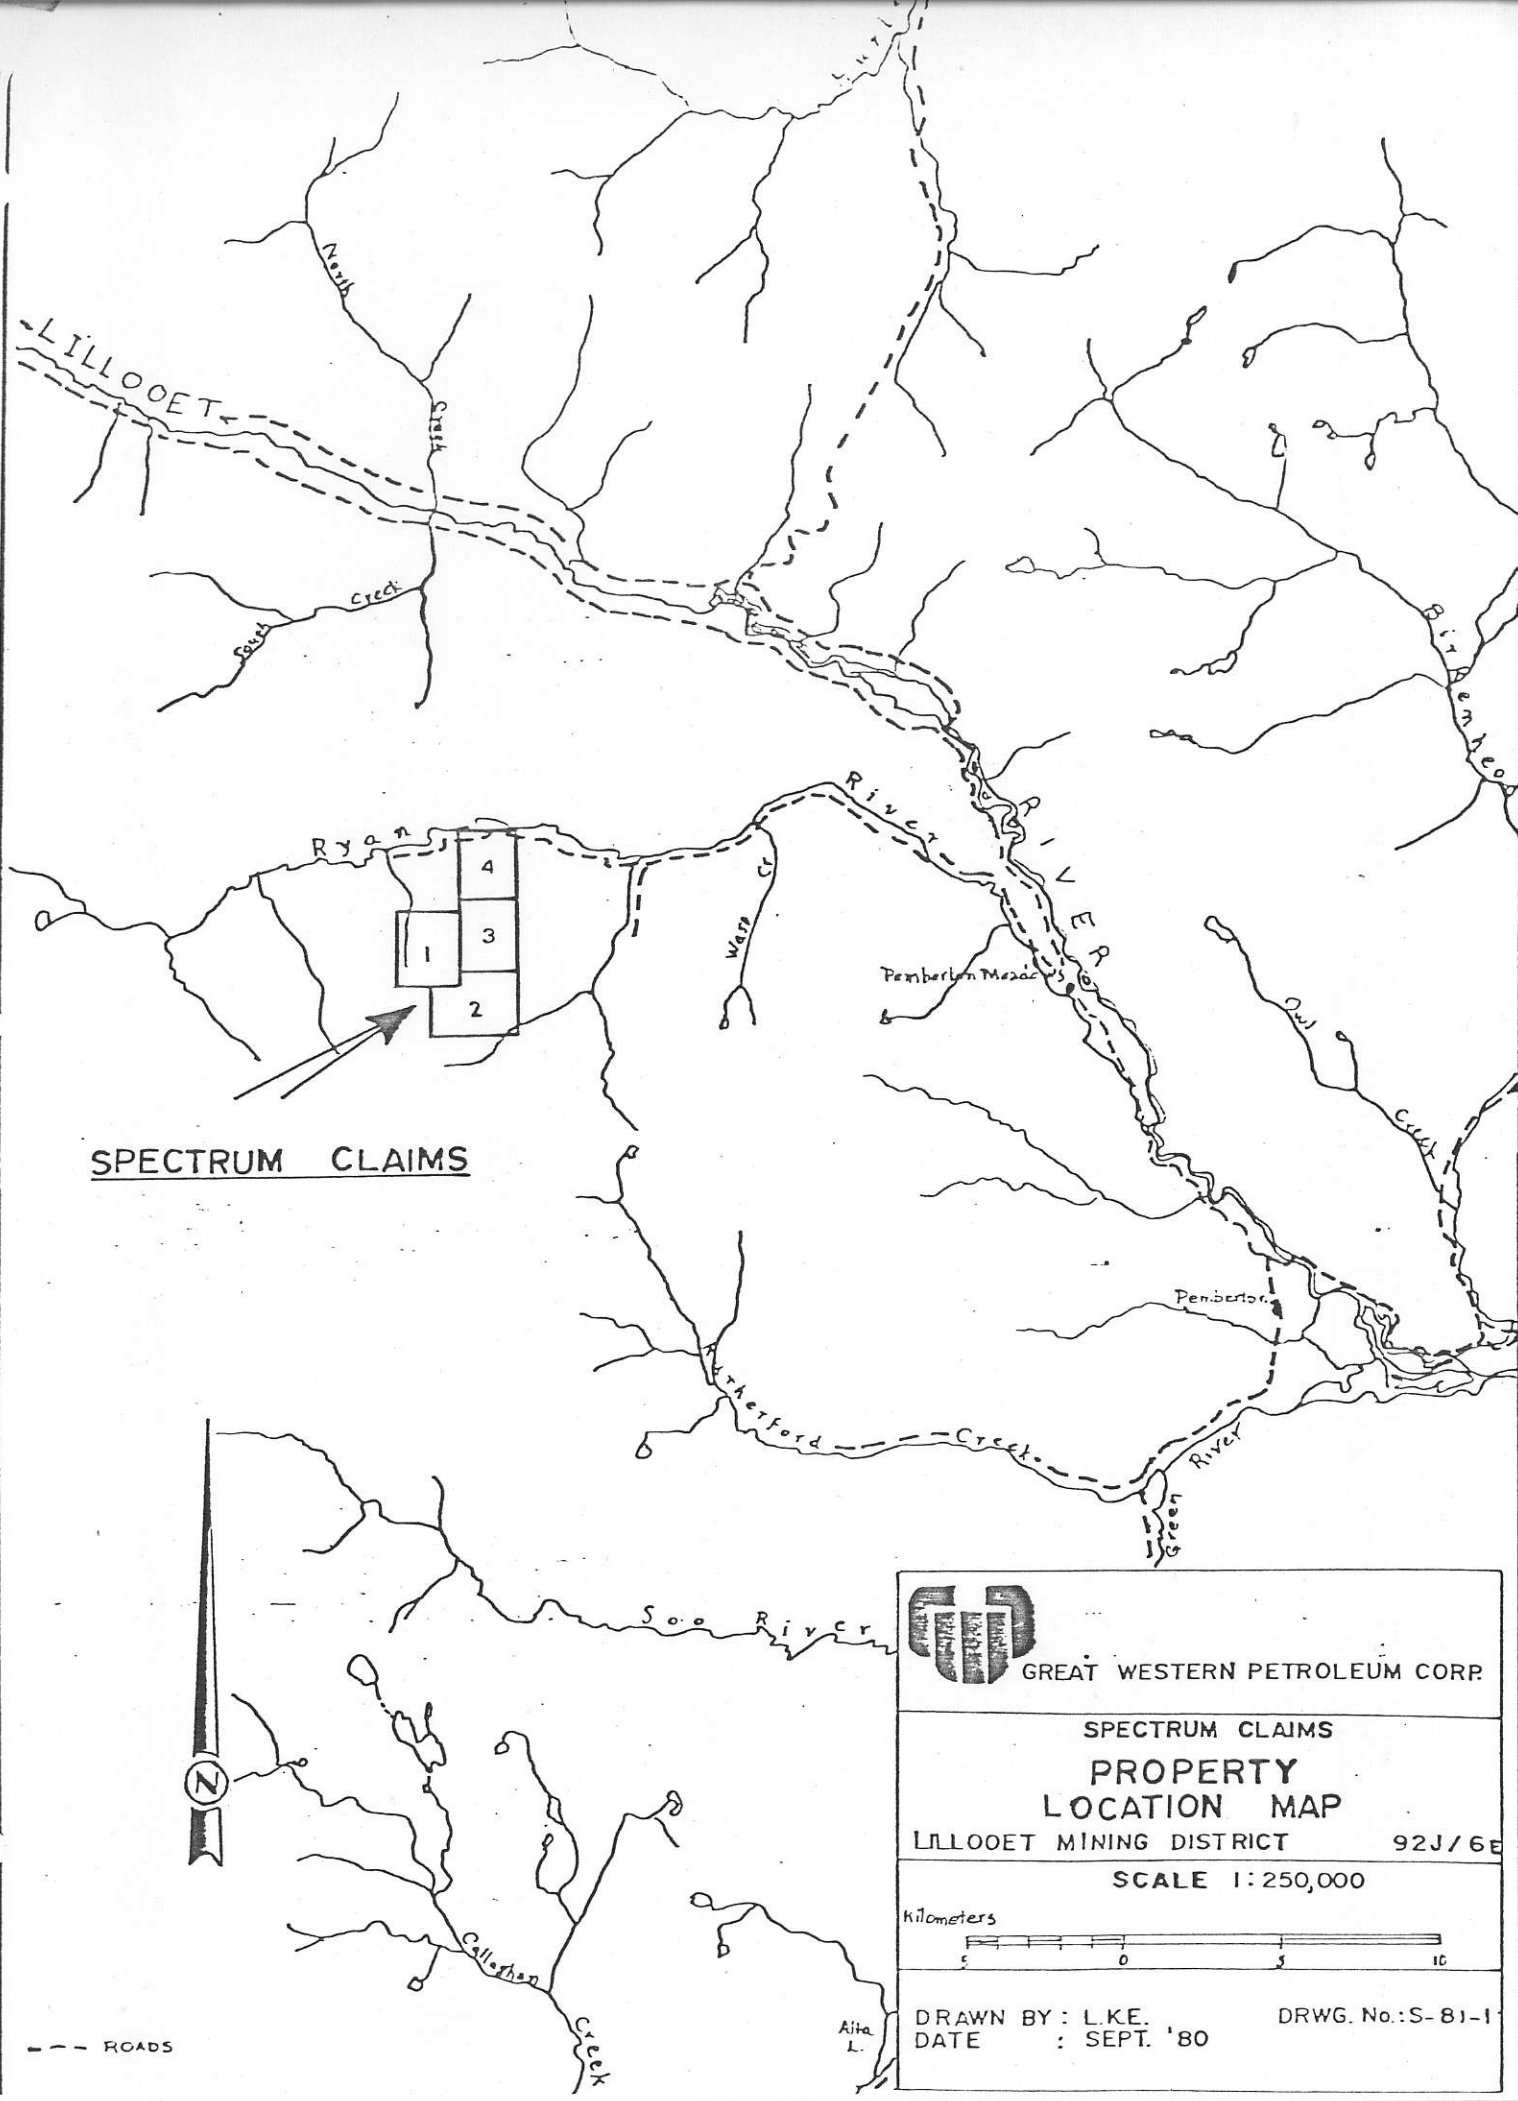 North
Creek
LILLOOET
RIVER
South
Creek
Ryan
River
4
3
1
2
Wasp
Cr
Pemberton Meadows
Owl
Creek
SPECTRUM CLAIMS
Pemberton
Rutherford
Creek
River
Green
Soo River
Callaghan
Creek
Alta
L.
N
--- ROADS
GREAT WESTERN PETROLEUM CORP.
SPECTRUM CLAIMS
PROPERTY
LOCATION MAP
LILLOOET MINING DISTRICT 92J/6E
SCALE 1:250,000
Kilometers
5 0 5 10
DRAWN BY : L.K.E. DRWG. No.:S-81-1
DATE : SEPT. '80